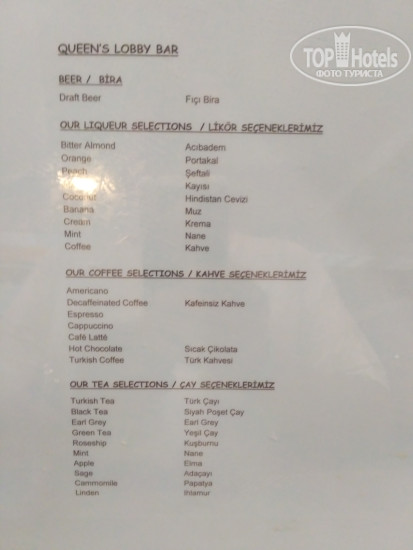 TOP Hotels
ФОТО ТУРИСТА
QUEEN'S LOBBY BAR
BEER / BİRA
Draft Beer Fıçı Bira
OUR LIQUEUR SELECTIONS / LİKÖR SEÇENEKLERİMİZ
Bitter Almond Acıbadem
Orange Portakal
Peach Şeftali
Kayısı
Coconut Hindistan Cevizi
Banana Muz
Cream Krema
Mint Nane
Coffee Kahve
OUR COFFEE SELECTIONS / KAHVE SEÇENEKLERİMİZ
Americano
Decaffeinated Coffee Kafeinsiz Kahve
Espresso
Cappuccino
Café Latté
Hot Chocolate Sıcak Çikolata
Turkish Coffee Türk Kahvesi
OUR TEA SELECTIONS / ÇAY SEÇENEKLERİMİZ
Turkish Tea Türk Çayı
Black Tea Siyah Poşet Çay
Earl Grey Earl Grey
Green Tea Yeşil Çay
Roseship Kuşburnu
Mint Nane
Apple Elma
Sage Adaçayı
Cammomile Papatya
Linden Ihlamur